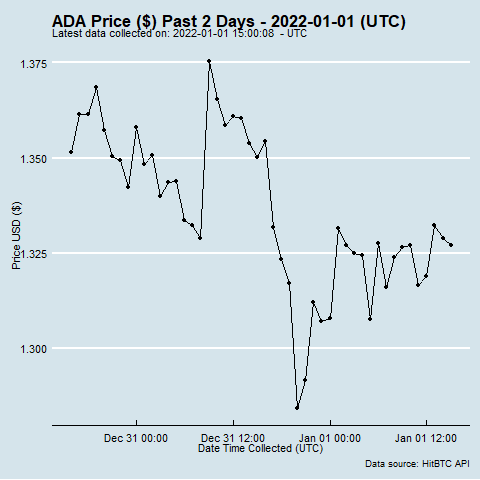 ADA Price ($) Past 2 Days - 2022-01-01 (UTC)
Latest data collected on: 2022-01-01 15:00:08 - UTC
1.375
1.350
1.325
1.300
Price USD ($)
Dec 31 00:00
Dec 31 12:00
Jan 01 00:00
Jan 01 12:00
Date Time Collected (UTC)
Data source: HitBTC API